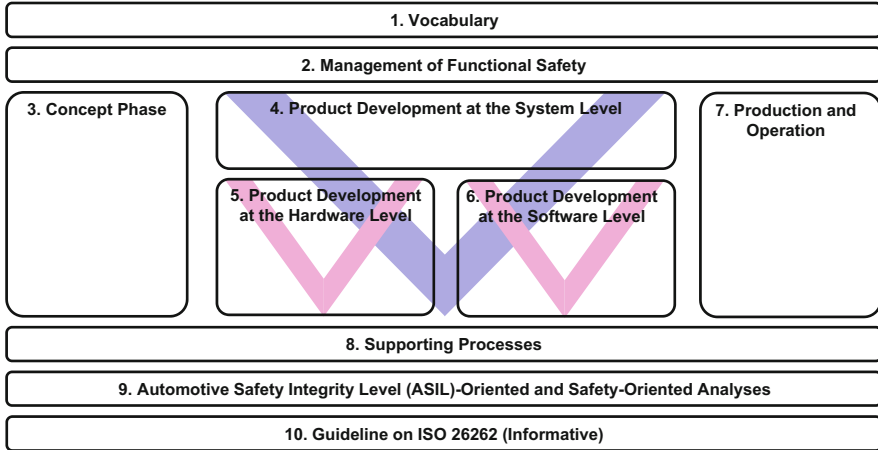 1. Vocabulary
2. Management of Functional Safety
3. Concept Phase
4. Product Development at the System Level
7. Production and
Operation
5. Product Development
at the Hardware Level
6. Product Development
at the Software Level
8. Supporting Processes
9. Automotive Safety Integrity Level (ASIL)-Oriented and Safety-Oriented Analyses
10. Guideline on ISO 26262 (Informative)